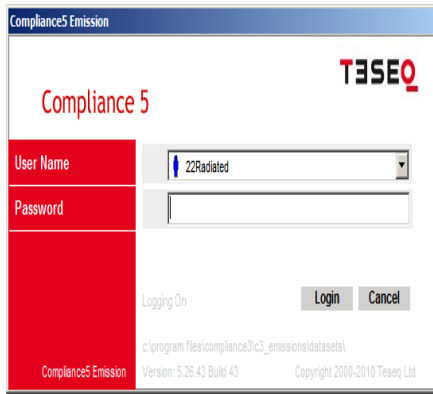 Compliance5 Emission
TESEQ
Compliance 5
User Name
22Radiated
Password
Logging On
Login
Cancel
c:\program files\compliance3\c3_emissions\datasets\
Compliance5 Emission
Version: 5.26.43 Build 43
Copyright 2000-2010 Teseq Ltd